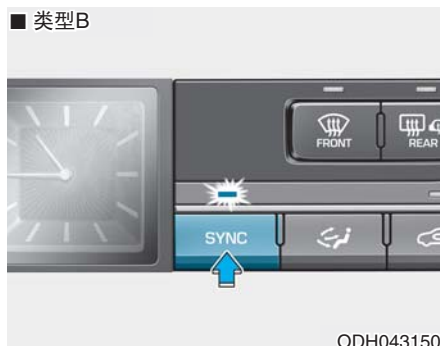 ■ 类型B
FRONT
REAR
SYNC
ODH043150